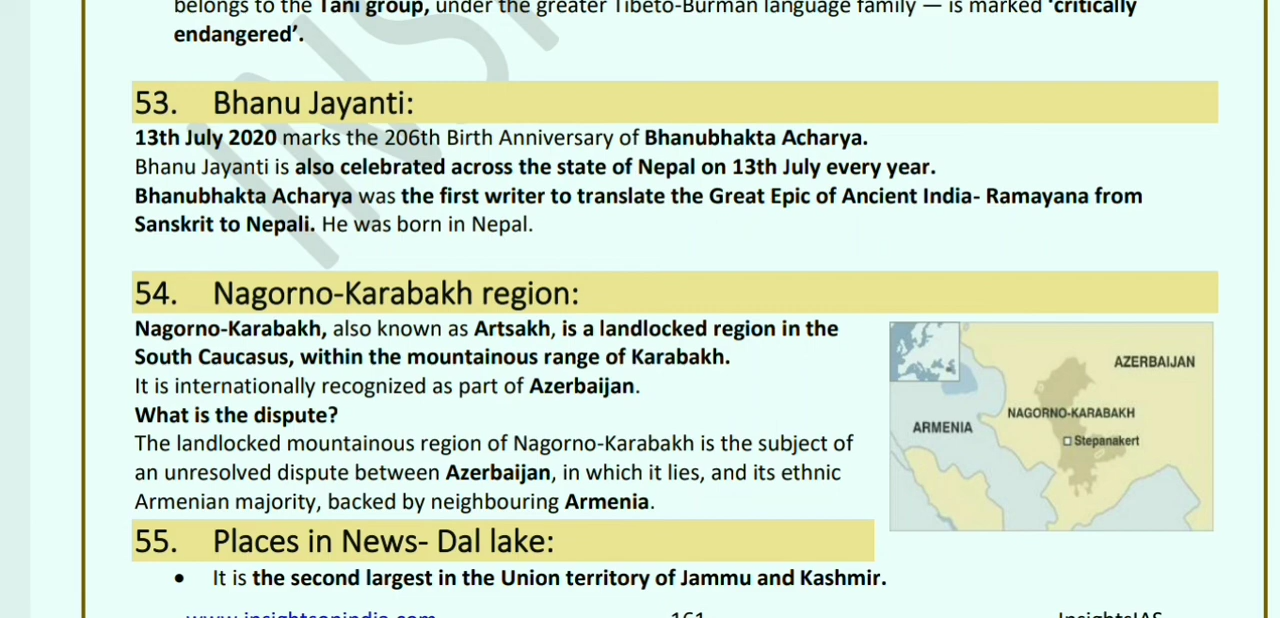 belongs to the Tani group, under the greater Tibeto-Burman language family — is marked 'critically
endangered'.
53. Bhanu Jayanti:
13th July 2020 marks the 206th Birth Anniversary of Bhanubhakta Acharya.
Bhanu Jayanti is also celebrated across the state of Nepal on 13th July every year.
Bhanubhakta Acharya was the first writer to translate the Great Epic of Ancient India- Ramayana from
Sanskrit to Nepali. He was born in Nepal.
54. Nagorno-Karabakh region:
Nagorno-Karabakh, also known as Artsakh, is a landlocked region in the
South Caucasus, within the mountainous range of Karabakh.
It is internationally recognized as part of Azerbaijan.
What is the dispute?
The landlocked mountainous region of Nagorno-Karabakh is the subject of
an unresolved dispute between Azerbaijan, in which it lies, and its ethnic
Armenian majority, backed by neighbouring Armenia.
AZERBAIJAN
NAGORNO-KARABAKH
ARMENIA
Stepanakert
55. Places in News- Dal lake:
• It is the second largest in the Union territory of Jammu and Kashmir.
www.insightsonindia.com 161 InsightsIAS